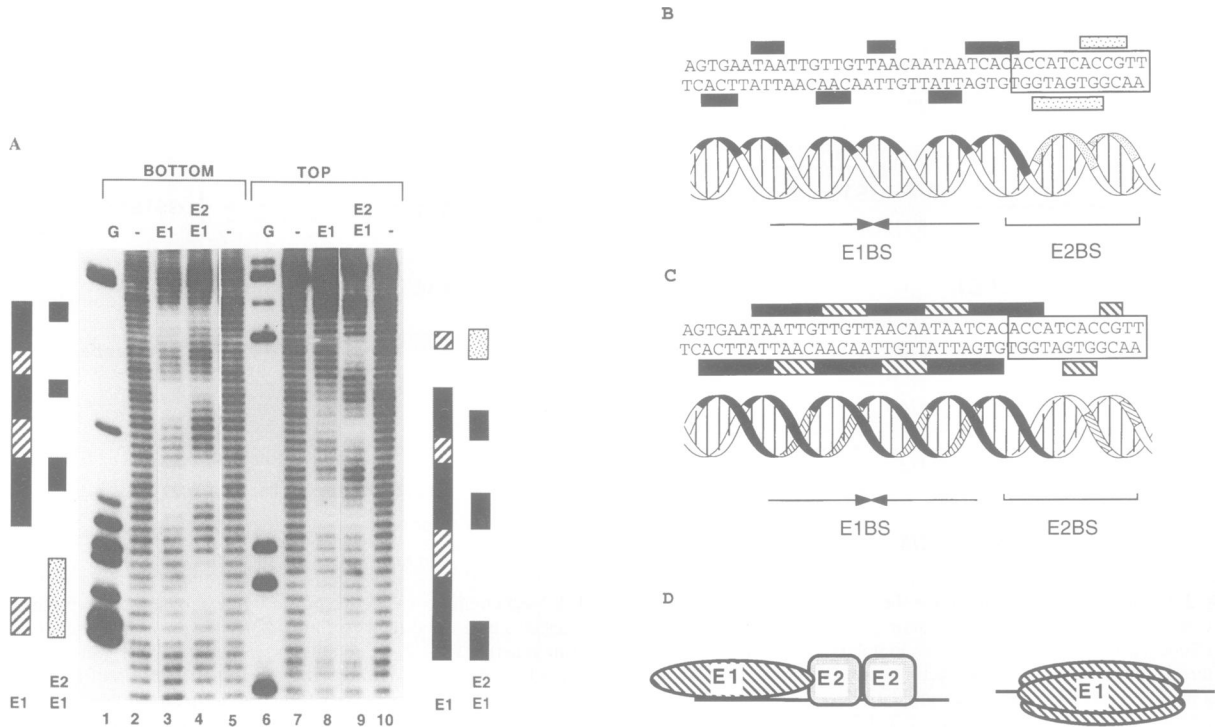 A
BOTTOM TOP
E2 E2
G - E1 E1 - G - E1 E1 -
E2 E2
E1 E1 E1 E1
1 2 3 4 5 6 7 8 9 10
B
AGTGAATAATTGTTGTTAACAATAATCACACCATCACCGTT
TCACTTATTAACAACAATTGTTATTAGTGTGGTAGTGGCAA
E1BS E2BS
C
AGTGAATAATTGTTGTTAACAATAATCACACCATCACCGTT
TCACTTATTAACAACAATTGTTATTAGTGTGGTAGTGGCAA
E1BS E2BS
D
E1 E2 E2 E1